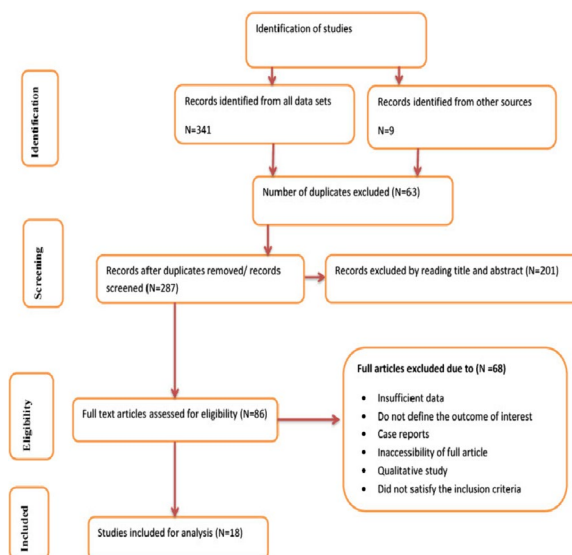 Identification of studies
Identification
Records identified from all data sets
N=341
Records identified from other sources
N=9
Number of duplicates excluded (N=63)
Screening
Records after duplicates removed/ records
screened (N=287)
Records excluded by reading title and abstract (N=201)
Eligibility
Full text articles assessed for eligibility (N=86)
Full articles excluded due to (N =68)
• Insufficient data
• Do not define the outcome of interest
• Case reports
• Inaccessibility of full article
• Qualitative study
• Did not satisfy the inclusion criteria
Included
Studies included for analysis (N=18)